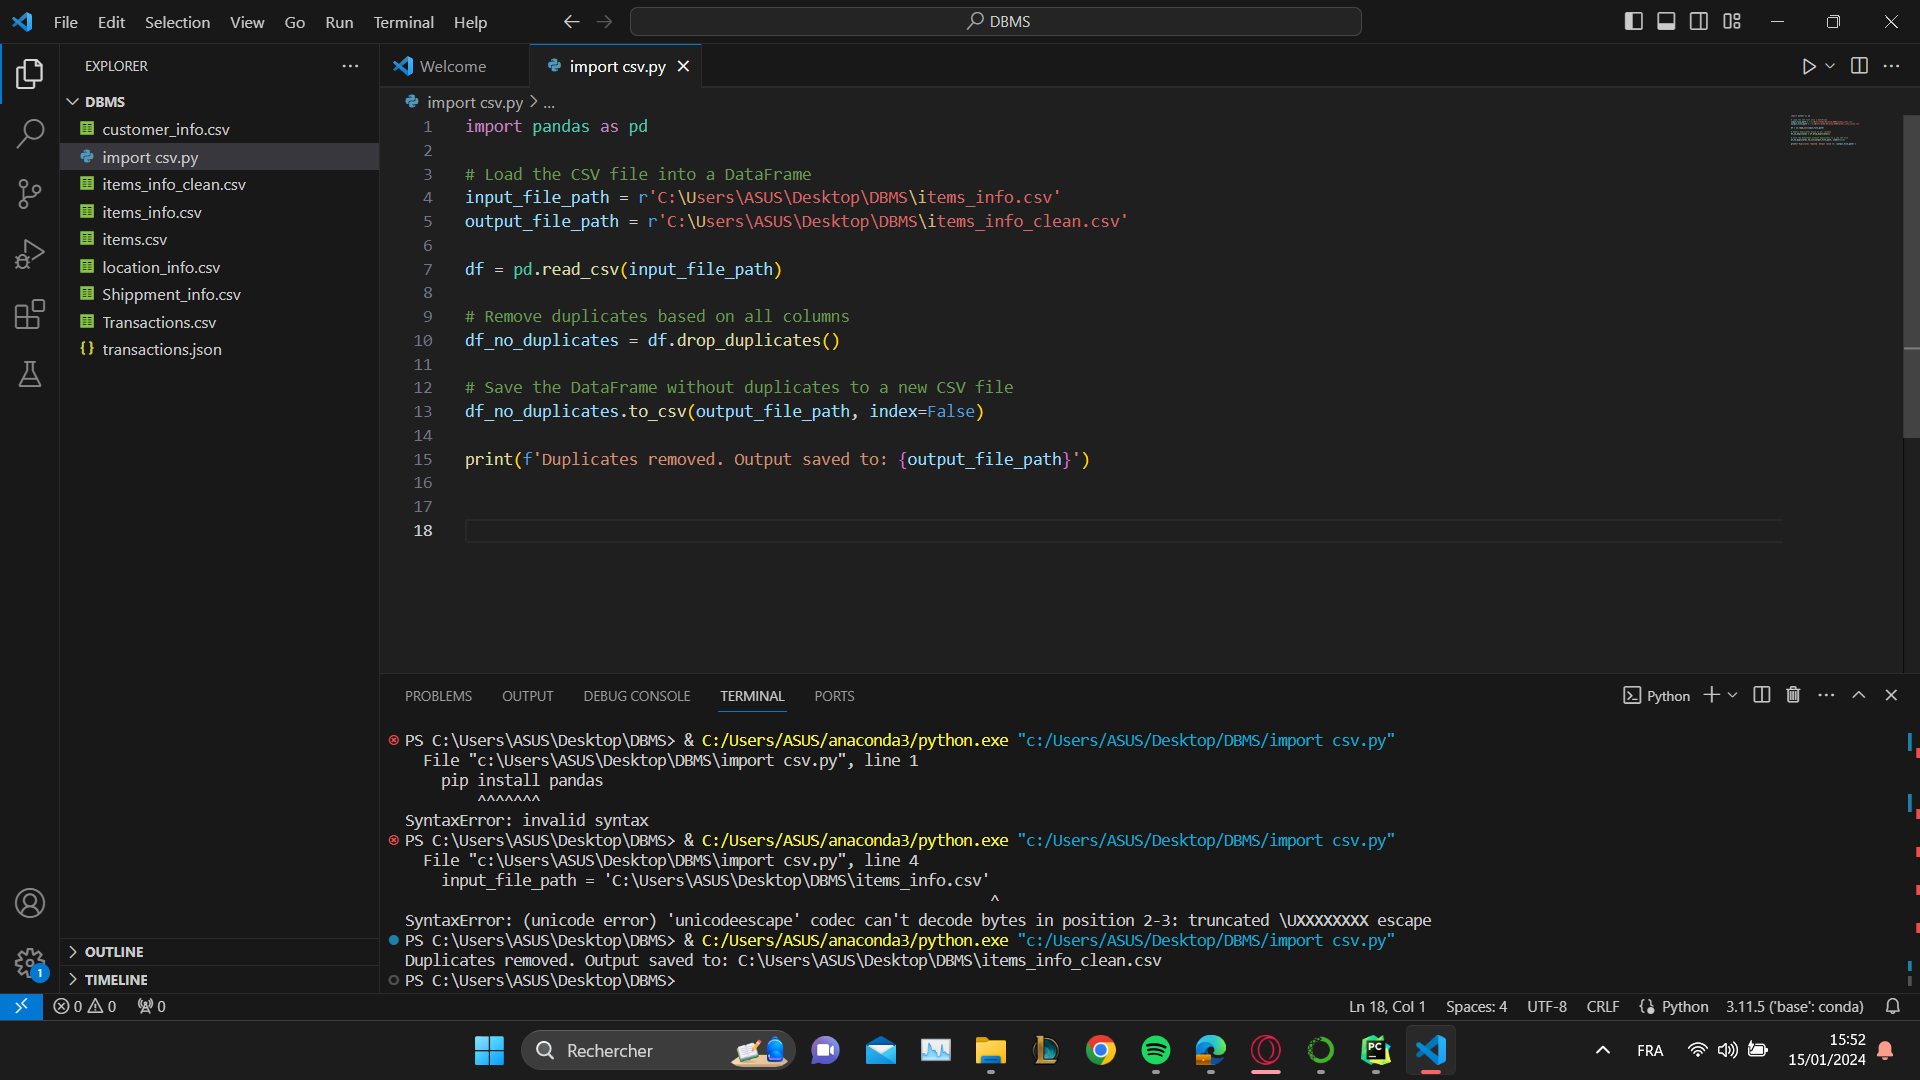 File Edit Selection View Go Run Terminal Help
DBMS
EXPLORER
Welcome
import csv.py
DBMS
customer_info.csv
import csv.py
items_info_clean.csv
items_info.csv
items.csv
location_info.csv
Shippment_info.csv
Transactions.csv
{} transactions.json
OUTLINE
TIMELINE
import csv.py > ...
1 import pandas as pd
2
3 # Load the CSV file into a DataFrame
4 input_file_path = r'C:\Users\ASUS\Desktop\DBMS\items_info.csv'
5 output_file_path = r'C:\Users\ASUS\Desktop\DBMS\items_info_clean.csv'
6
7 df = pd.read_csv(input_file_path)
8
9 # Remove duplicates based on all columns
10 df_no_duplicates = df.drop_duplicates()
11
12 # Save the DataFrame without duplicates to a new CSV file
13 df_no_duplicates.to_csv(output_file_path, index=False)
14
15 print(f'Duplicates removed. Output saved to: {output_file_path}')
16
17
18
PROBLEMS OUTPUT DEBUG CONSOLE TERMINAL PORTS
Python
PS C:\Users\ASUS\Desktop\DBMS> & C:/Users/ASUS/anaconda3/python.exe "c:/Users/ASUS/Desktop/DBMS/import csv.py"
File "c:\Users\ASUS\Desktop\DBMS\import csv.py", line 1
pip install pandas
^^^^^^^
SyntaxError: invalid syntax
PS C:\Users\ASUS\Desktop\DBMS> & C:/Users/ASUS/anaconda3/python.exe "c:/Users/ASUS/Desktop/DBMS/import csv.py"
File "c:\Users\ASUS\Desktop\DBMS\import csv.py", line 4
input_file_path = 'C:\Users\ASUS\Desktop\DBMS\items_info.csv'
^
SyntaxError: (unicode error) 'unicodeescape' codec can't decode bytes in position 2-3: truncated \UXXXXXXXX escape
PS C:\Users\ASUS\Desktop\DBMS> & C:/Users/ASUS/anaconda3/python.exe "c:/Users/ASUS/Desktop/DBMS/import csv.py"
Duplicates removed. Output saved to: C:\Users\ASUS\Desktop\DBMS\items_info_clean.csv
PS C:\Users\ASUS\Desktop\DBMS>
1
0 0 0
Ln 18, Col 1 Spaces: 4 UTF-8 CRLF Python 3.11.5 ('base': conda)
Rechercher
PC
FRA
15:52
15/01/2024